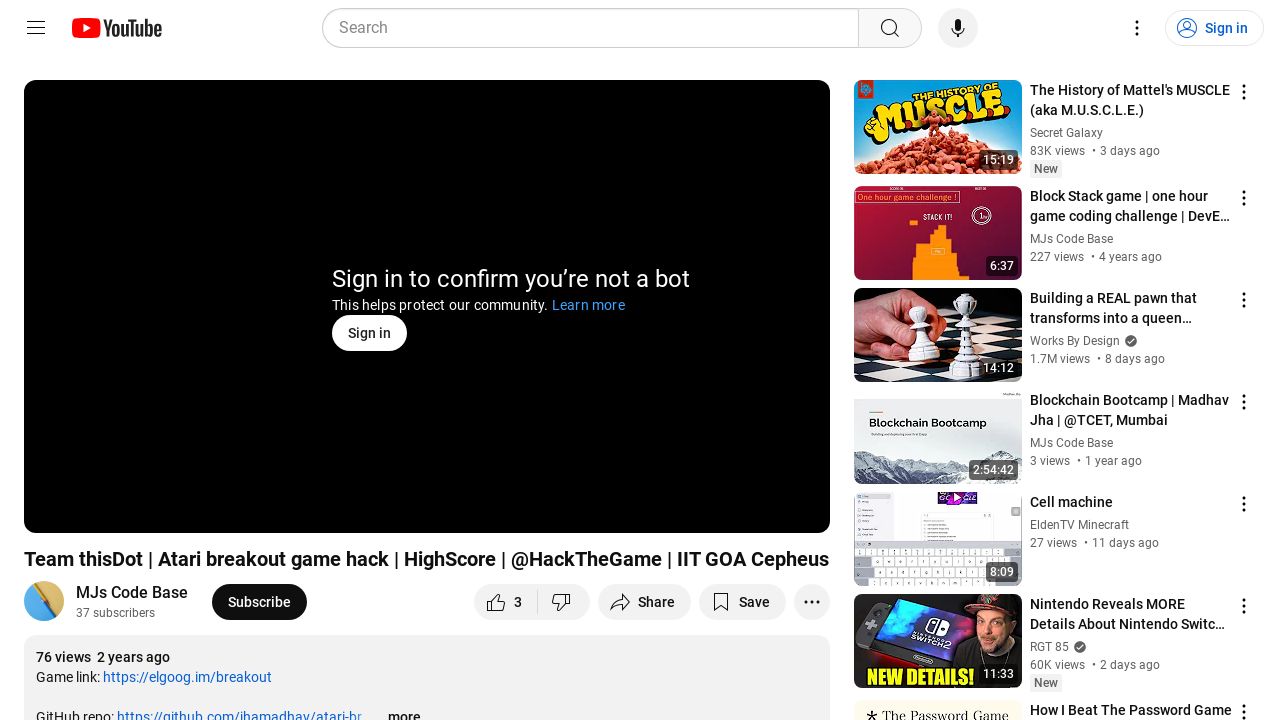 YouTube
Search
Sign in
Sign in to confirm you’re not a bot
This helps protect our community. Learn more
Sign in
Team thisDot | Atari breakout game hack | HighScore | @HackTheGame | IIT GOA Cepheus
MJs Code Base
37 subscribers
Subscribe
3
Share
Save
76 views 2 years ago
Game link: https://elgoog.im/breakout
GitHub repo: https://github.com/jhamadhav/atari-br
...more
THE HISTORY OF
MUSCLE
15:19
The History of Mattel's MUSCLE
(aka M.U.S.C.L.E.)
Secret Galaxy
83K views • 3 days ago
New
One hour game challenge !
STACK IT!
6:37
Block Stack game | one hour
game coding challenge | DevE...
MJs Code Base
227 views • 4 years ago
14:12
Building a REAL pawn that
transforms into a queen…
Works By Design
1.7M views • 8 days ago
Blockchain Bootcamp
2:54:42
Blockchain Bootcamp | Madhav
Jha | @TCET, Mumbai
MJs Code Base
3 views • 1 year ago
8:09
Cell machine
EldenTV Minecraft
27 views • 11 days ago
NINTENDO
SWITCH 2
NEW DETAILS!
11:33
Nintendo Reveals MORE
Details About Nintendo Switc...
RGT 85
60K views • 2 days ago
New
* The Password Game
How I Beat The Password Game